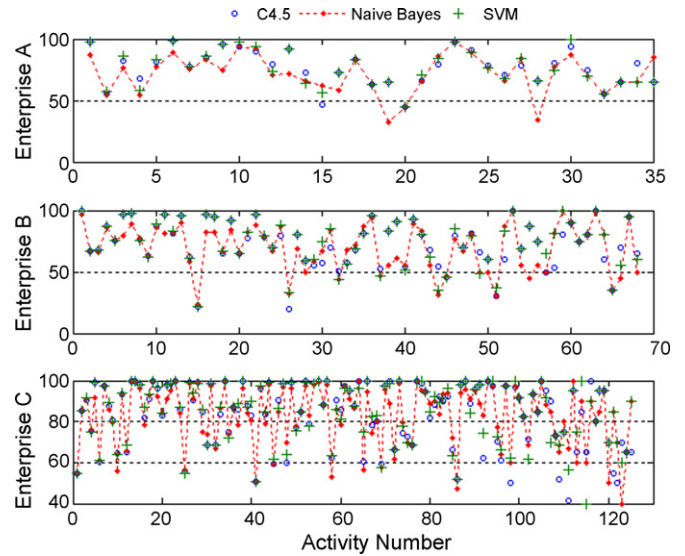 C4.5 Naive Bayes SVM
Enterprise A
100
50
0
0 5 10 15 20 25 30 35
Enterprise B
100
50
0
0 10 20 30 40 50 60 70
Enterprise C
100
80
60
40
0 20 40 60 80 100 120
Activity Number